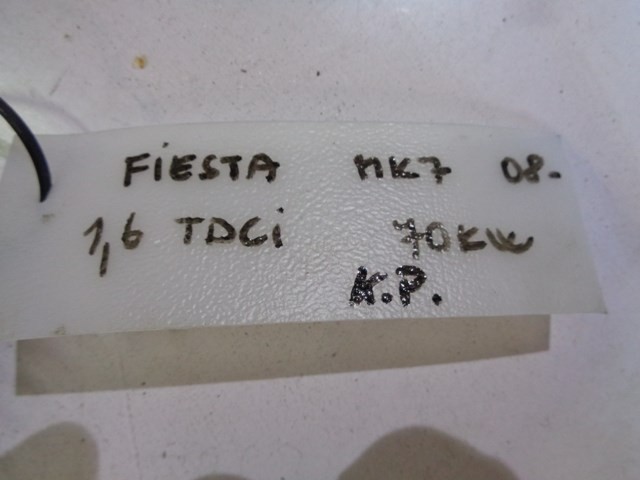 FiESTA MK7 08-
1,6 TDCi 70KW
K.P.